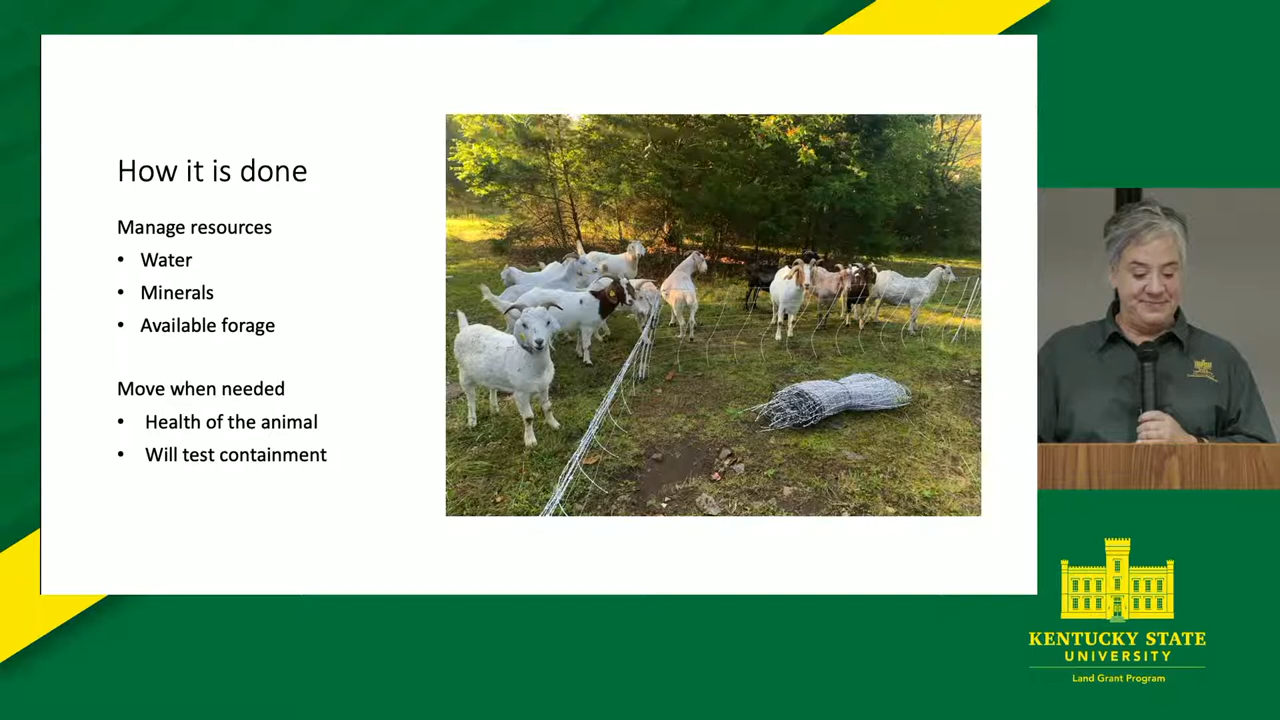 How it is done
Manage resources
• Water
• Minerals
• Available forage
Move when needed
• Health of the animal
• Will test containment
KENTUCKY STATE
UNIVERSITY
Land Grant Program